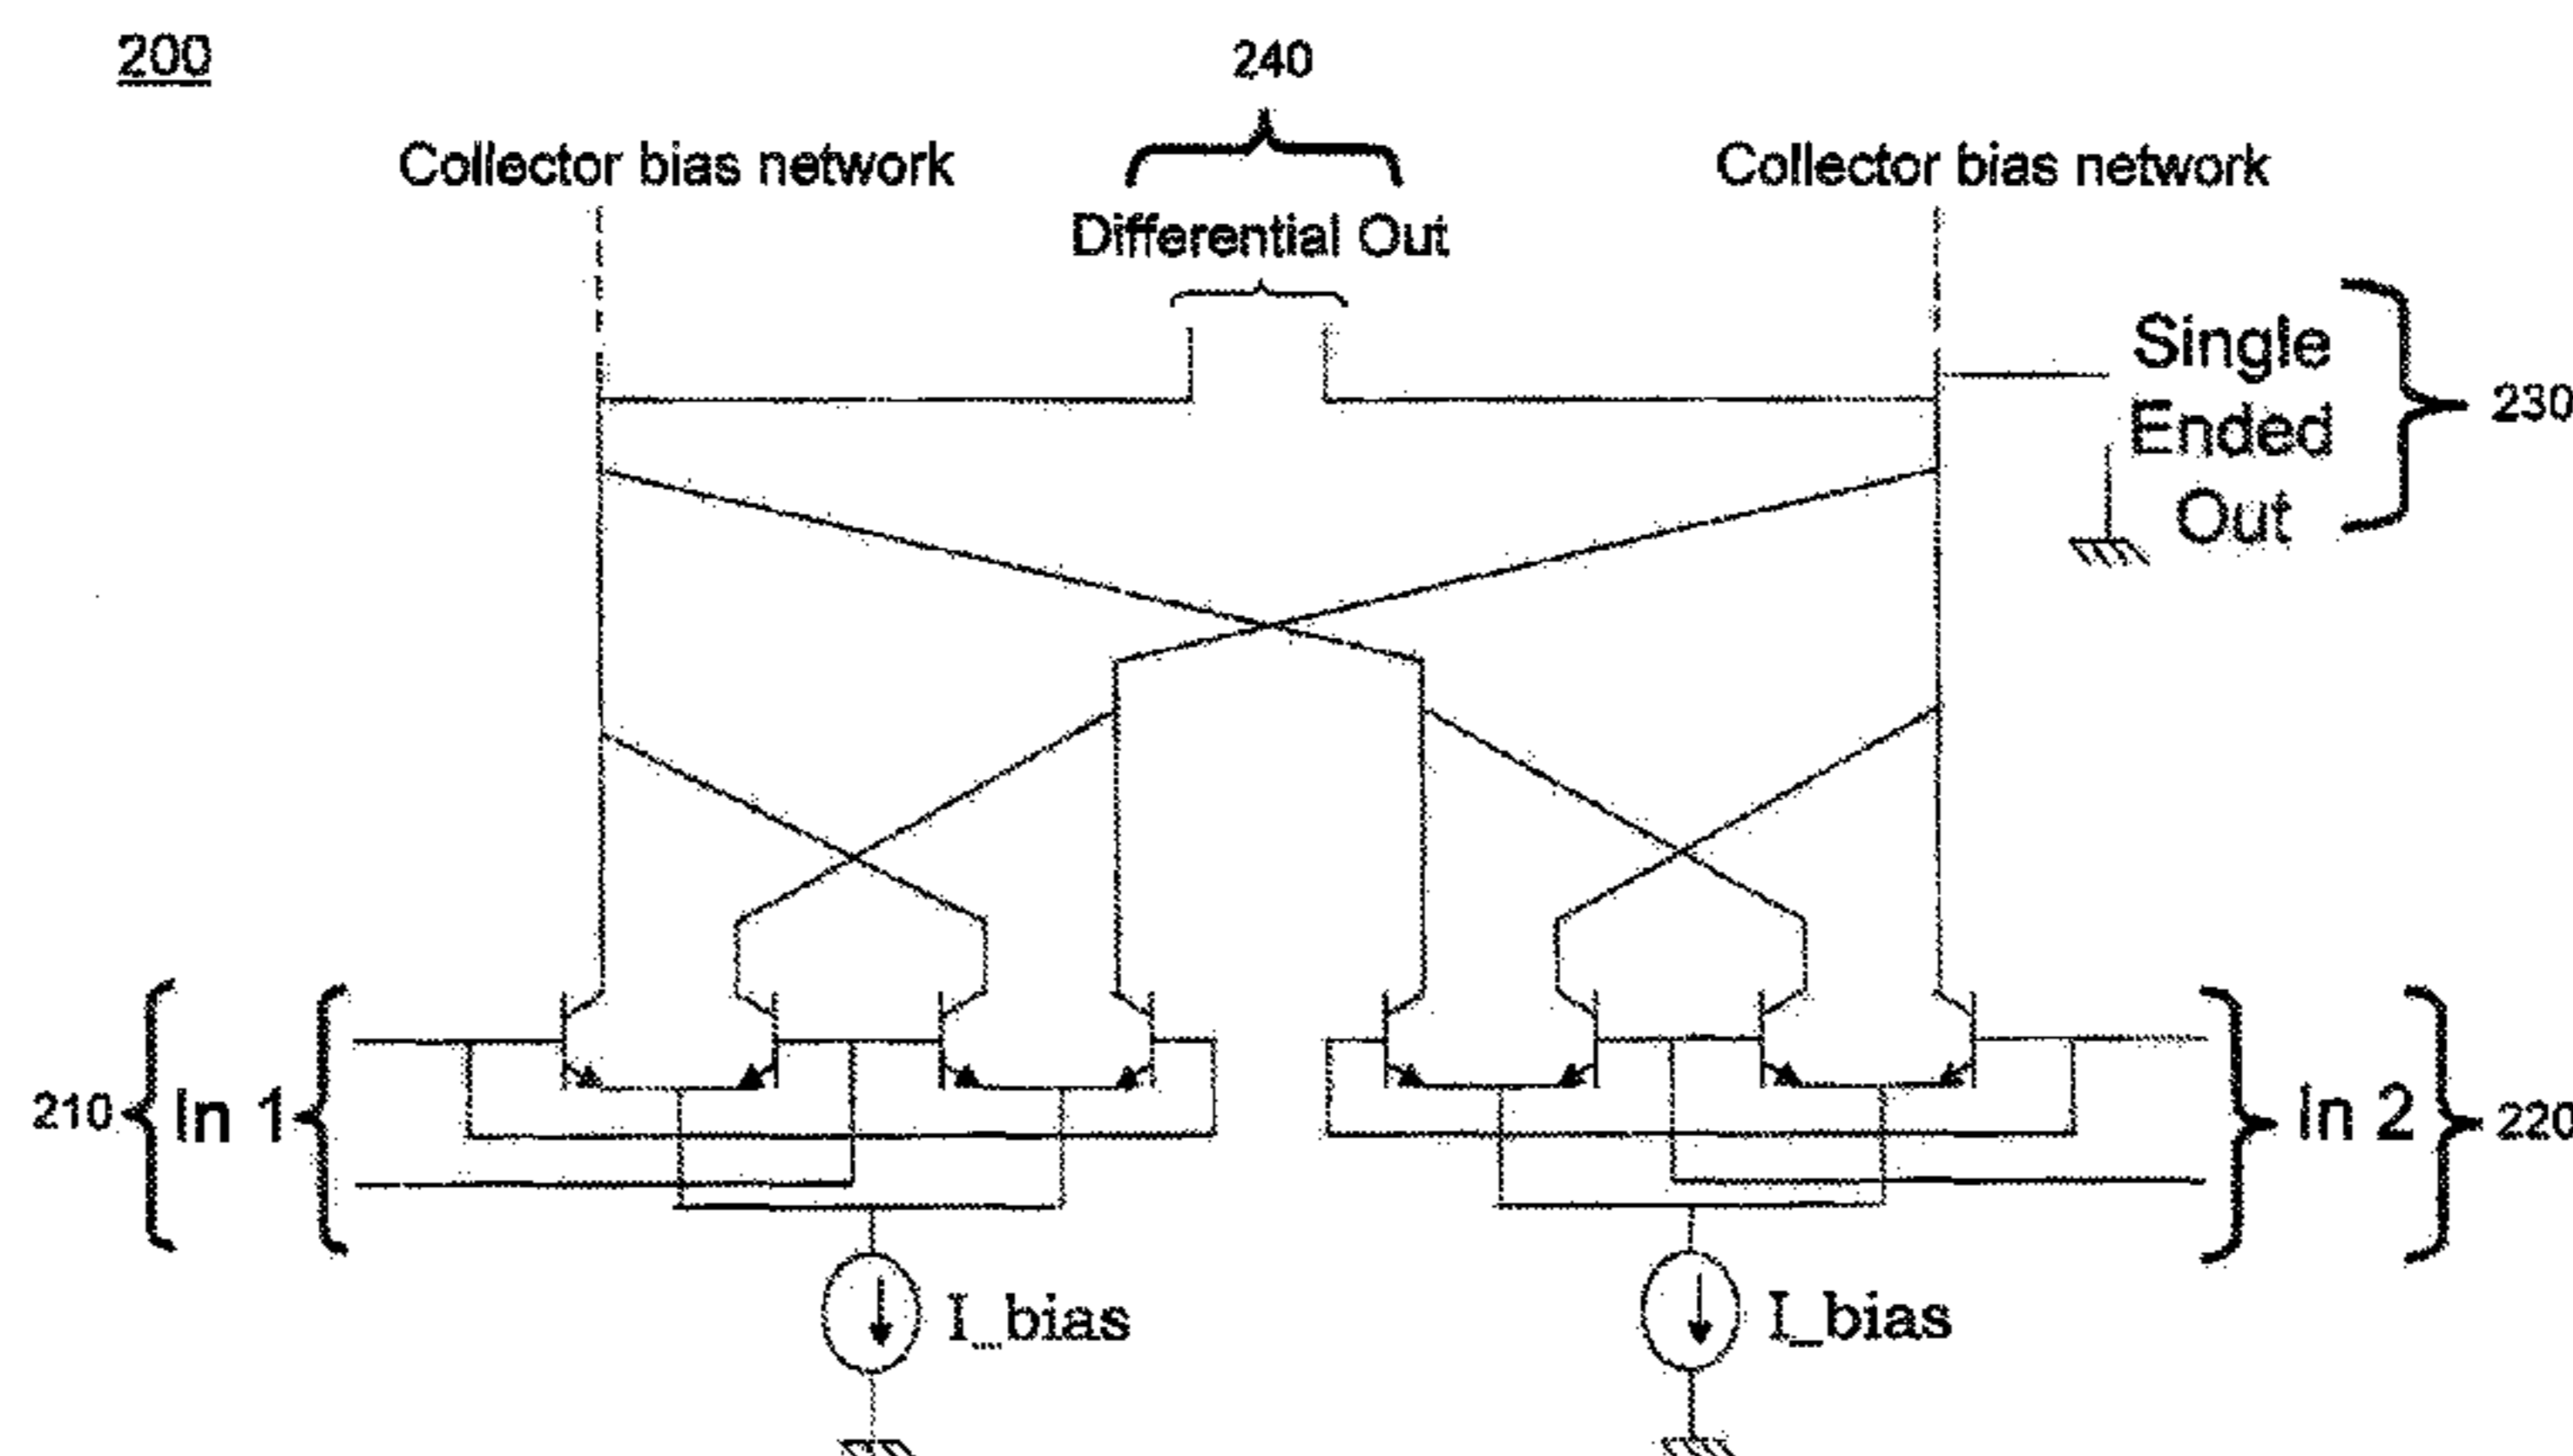 200
240
Collector bias network
Collector bias network
Differential Out
Single
Ended
Out
230
210
In 1
In 2
220
I_bias
I_bias